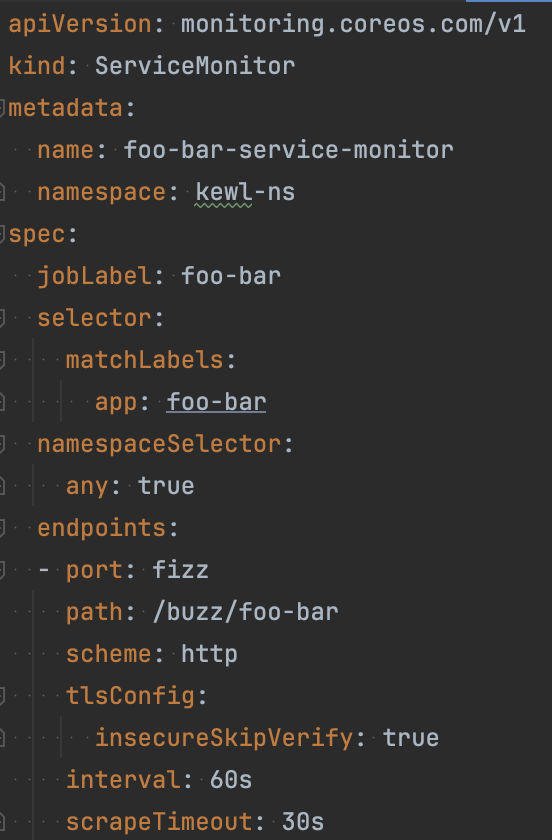 apiVersion: monitoring.coreos.com/v1
kind: ServiceMonitor
metadata:
  name: foo-bar-service-monitor
  namespace: kewl-ns
spec:
  jobLabel: foo-bar
  selector:
    matchLabels:
      app: foo-bar
  namespaceSelector:
    any: true
  endpoints:
  - port: fizz
    path: /buzz/foo-bar
    scheme: http
    tlsConfig:
      insecureSkipVerify: true
    interval: 60s
    scrapeTimeout: 30s